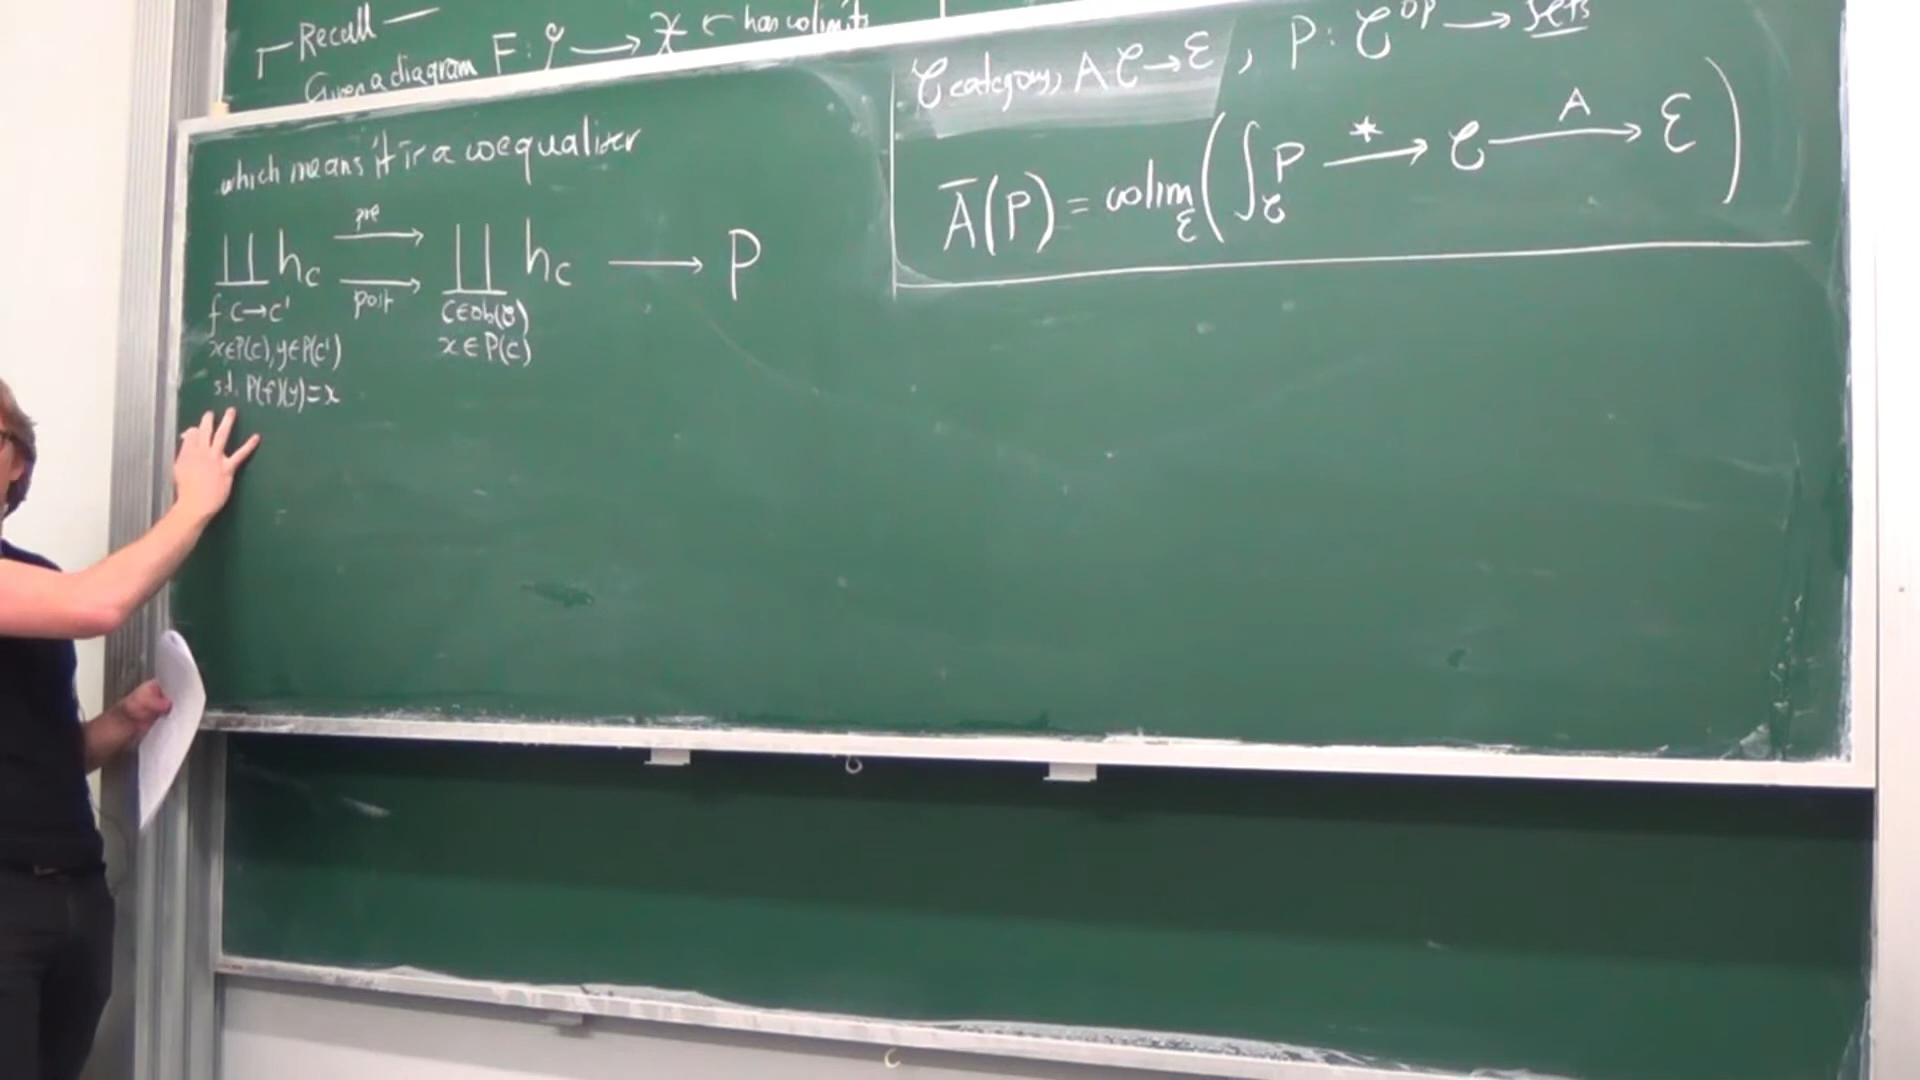 Recall
Given a diagram F: 𝒥 ⟶ 𝒳 ← has colimits
which means it is a coequalizer
∐ h_C ⇉ ∐ h_C ⟶ P
pre
post
f: C→C'
x∈P(C), y∈P(C')
s.t. P(f)(y)=x
C∈Ob(𝒞)
x∈P(C)
𝒞 category, A 𝒞→ℰ, P: 𝒞^op ⟶ Sets
A̅(P) = colim_ℰ (∫_𝒞 P —*→ 𝒞 —A→ ℰ)